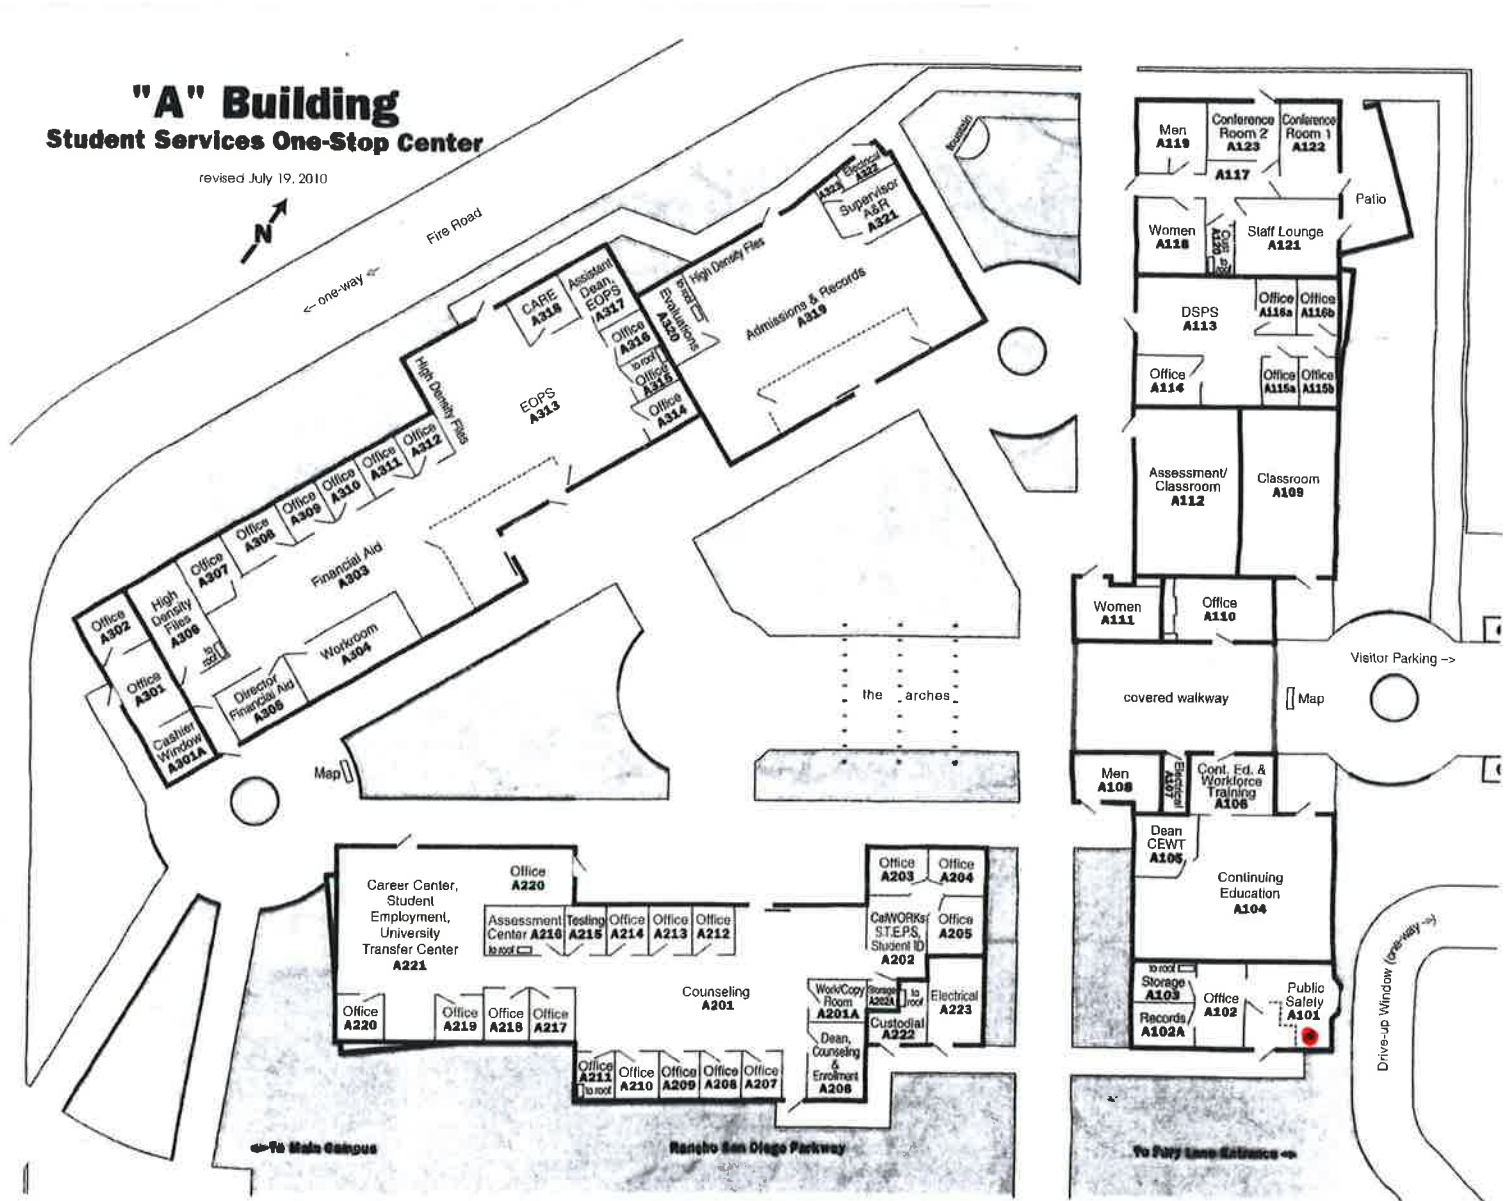 "A" Building
Student Services One-Stop Center
revised July 19, 2010
N
Fire Road
<-- one-way <--
fountain
Men
A119
Conference
Room 2
A123
Conference
Room 1
A122
A117
Patio
Women
A118
Cust
A120
to
roof
Staff Lounge
A121
DSPS
A113
Office
A116a
Office
A116b
Office
A114
Office
A115a
Office
A115b
Assessment/
Classroom
A112
Classroom
A109
Women
A111
Office
A110
covered walkway
Map
Visitor Parking -->
Men
A108
Electrical
A107
Cont. Ed. &
Workforce
Training
A106
Dean
CEWT
A105
Continuing
Education
A104
to roof
Storage
A103
Records
A102A
Office
A102
Public
Safety
A101
Drive-up Window (one-way -->)
A323
Electrical
A322
Supervisor
A&R
A321
High Density Files
to
roof
Evaluations
A320
Admissions & Records
A319
CARE
A318
Assistant
Dean,
EOPS
A317
Office
A316
to roof
Office
A315
Office
A314
EOPS
A313
High Density Files
Office
A312
Office
A311
Office
A310
Office
A309
Office
A308
Office
A307
High
Density
Files
A306
to
roof
Financial Aid
A303
Workroom
A304
Director
Financial Aid
A305
Office
A302
Office
A301
Cashier
Window
A301A
Map
the arches
Career Center,
Student
Employment,
University
Transfer Center
A221
Office
A220
Assessment
Center A216
to roof
Testing
A215
Office
A214
Office
A213
Office
A212
Office
A203
Office
A204
CalWORKs
S.T.E.P.S,
Student ID
A202
Office
A205
Counseling
A201
Work/Copy
Room
A201A
Storage
A202A
to
roof
Electrical
A223
Custodial
A222
Dean,
Counseling
&
Enrollment
A206
Office
A220
Office
A219
Office
A218
Office
A217
Office
A211
to roof
Office
A210
Office
A209
Office
A208
Office
A207
<--To Main Campus
Rancho San Diego Parkway
To Fury Lane Entrance -->